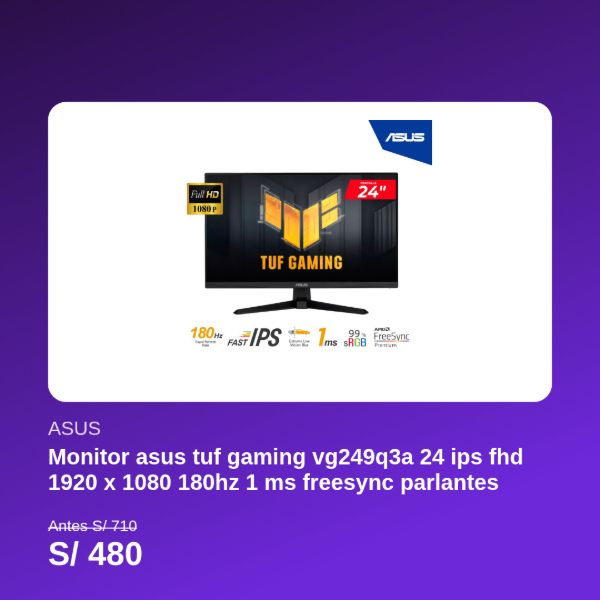 ASUS
Full HD
1080 P
24"
TUF GAMING
ASUS
180Hz
FAST IPS
1ms
99%
sRGB
AMD
FreeSync
Premium
ASUS
Monitor asus tuf gaming vg249q3a 24 ips fhd
1920 x 1080 180hz 1 ms freesync parlantes
Antes S/ 710
S/ 480